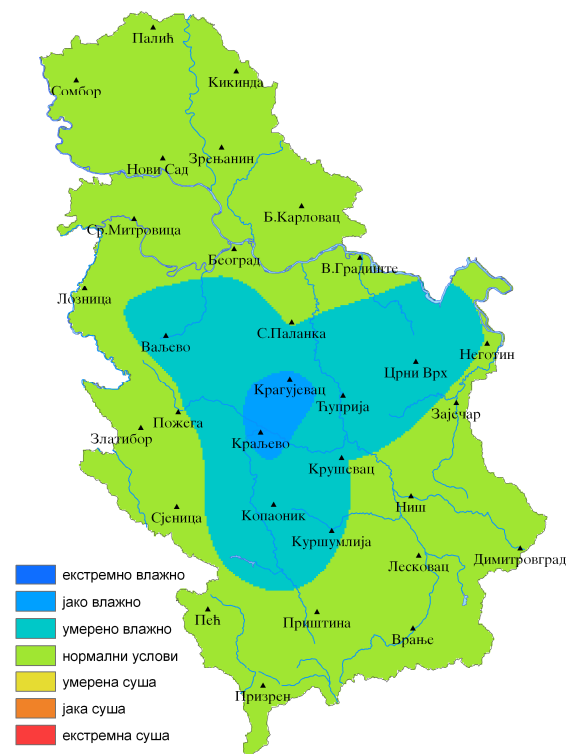 Палић
Кикинда
Сомбор
Зрењанин
Нови Сад
Б.Карловац
Ср.Митровица
Београд
В.Градиште
Лозница
С.Паланка
Ваљево
Неготин
Црни Врх
Крагујевац
Ћуприја
Зајечар
Пожега
Златибор
Краљево
Крушевац
Ниш
Копаоник
Сјеница
Куршумлија
Димитровград
Лесковац
Пећ
Приштина
Врање
Призрен
екстремно влажно
јако влажно
умерено влажно
нормални услови
умерена суша
јака суша
екстремна суша